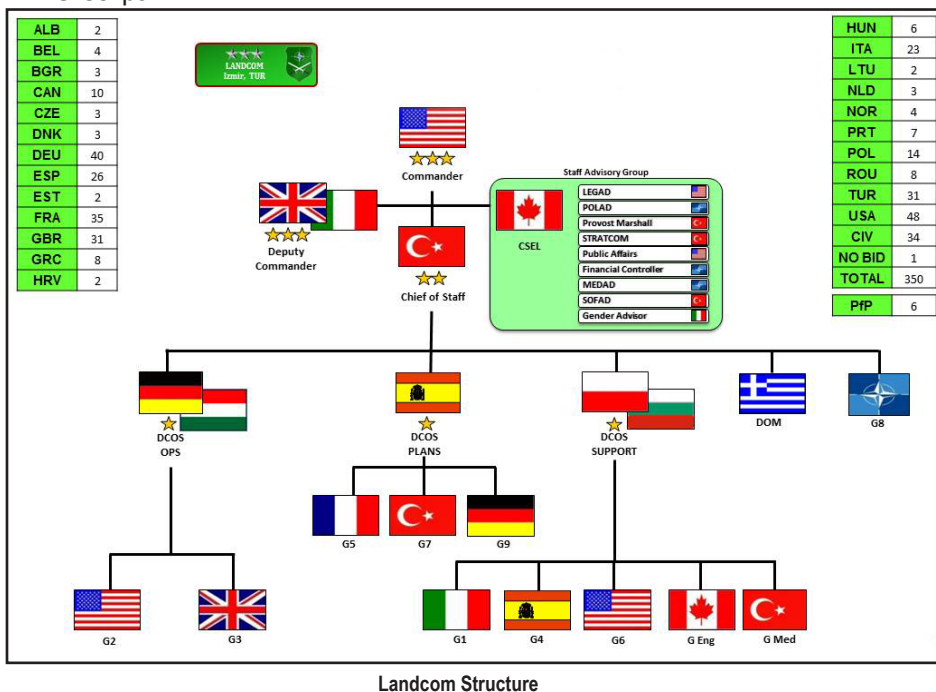 ALB 2
BEL 4
BGR 3
CAN 10
CZE 3
DNK 3
DEU 40
ESP 26
EST 2
FRA 35
GBR 31
GRC 8
HRV 2
LANDCOM
Izmir, TUR
HUN 6
ITA 23
LTU 2
NLD 3
NOR 4
PRT 7
POL 14
ROU 8
TUR 31
USA 48
CIV 34
NO BID 1
TOTAL 350
PfP 6
Commander
Deputy
Commander
Chief of Staff
Staff Advisory Group
CSEL
LEGAD
POLAD
Provost Marshall
STRATCOM
Public Affairs
Financial Controller
MEDAD
SOFAD
Gender Advisor
DCOS
OPS
DCOS
PLANS
DCOS
SUPPORT
DOM
G8
G5
G7
G9
G2
G3
G1
G4
G6
G Eng
G Med
Landcom Structure